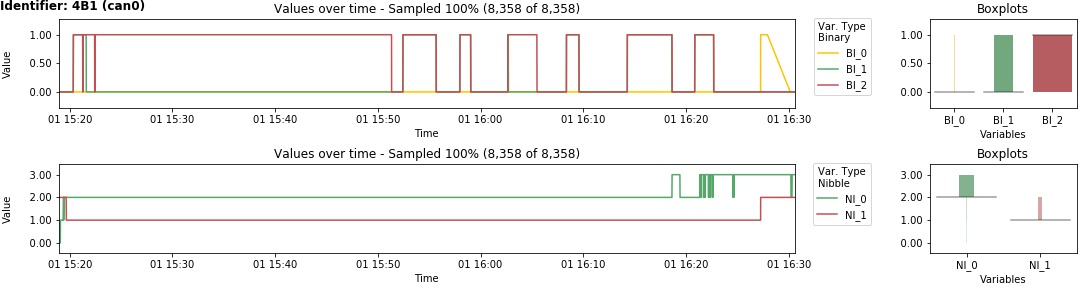 Identifier: 4B1 (can0)
Values over time - Sampled 100% (8,358 of 8,358)
Boxplots
Value
1.00
0.50
0.00
01 15:20 01 15:30 01 15:40 01 15:50 01 16:00 01 16:10 01 16:20 01 16:30
Time
Var. Type
Binary
BI_0
BI_1
BI_2
1.00
0.50
0.00
BI_0 BI_1 BI_2
Variables
Values over time - Sampled 100% (8,358 of 8,358)
Boxplots
Value
3.00
2.00
1.00
0.00
01 15:20 01 15:30 01 15:40 01 15:50 01 16:00 01 16:10 01 16:20 01 16:30
Time
Var. Type
Nibble
NI_0
NI_1
3.00
2.00
1.00
0.00
NI_0 NI_1
Variables